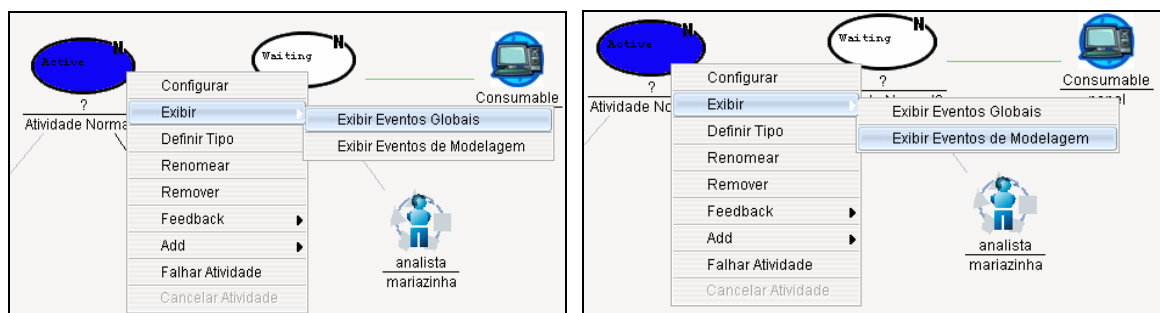 Active
N
Waiting
N
Consumable
?
Atividade Norma
Configurar
Exibir
Exibir Eventos Globais
Exibir Eventos de Modelagem
Definir Tipo
Renomear
Remover
Feedback
Add
Falhar Atividade
Cancelar Atividade
analista
mariazinha
Active
N
Waiting
N
Consumable
?
?
Atividade No
Configurar
Exibir
Exibir Eventos Globais
Exibir Eventos de Modelagem
Definir Tipo
Renomear
Remover
Feedback
Add
Falhar Atividade
Cancelar Atividade
analista
mariazinha